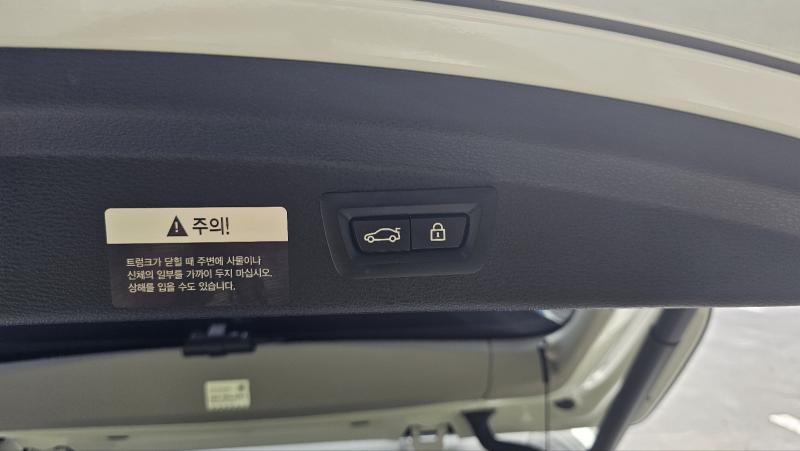 주의!
트렁크가 닫힐 때 주변에 사물이나
신체의 일부를 가까이 두지 마십시오.
상해를 입을 수도 있습니다.